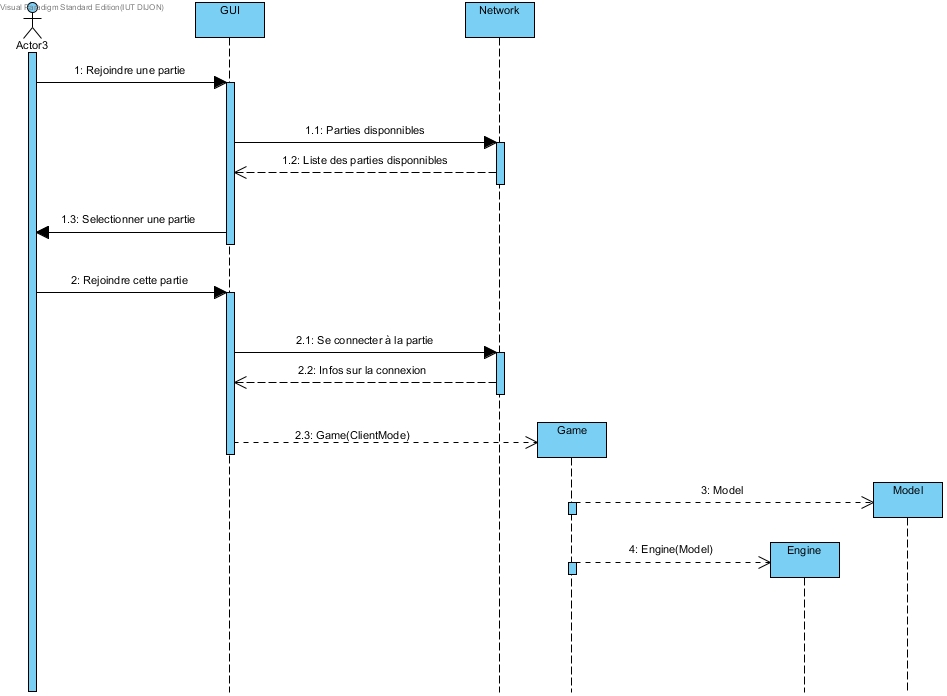 Visual Paradigm Standard Edition(IUT DIJON)
GUI
Network
Actor3
1: Rejoindre une partie
1.1: Parties disponnibles
1.2: Liste des parties disponnibles
1.3: Selectionner une partie
2: Rejoindre cette partie
2.1: Se connecter à la partie
2.2: Infos sur la connexion
2.3: Game(ClientMode)
Game
3: Model
Model
4: Engine(Model)
Engine